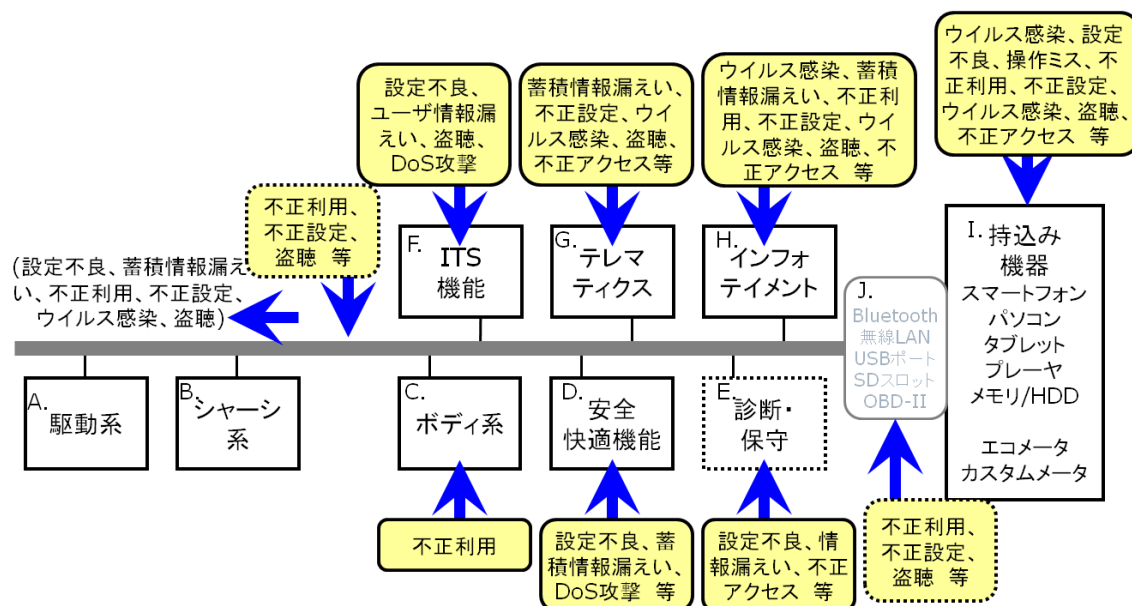 設定不良、
ユーザ情報漏
えい、盗聴、
DoS攻撃
蓄積情報漏えい、
不正設定、ウイ
ルス感染、盗聴、
不正アクセス等
ウイルス感染、蓄積
情報漏えい、不正利
用、不正設定、ウイ
ルス感染、盗聴、不
正アクセス 等
ウイルス感染、設定
不良、操作ミス、不
正利用、不正設定、
ウイルス感染、盗聴、
不正アクセス 等
不正利用、
不正設定、
盗聴 等
(設定不良、蓄積情報漏え
い、不正利用、不正設定、
ウイルス感染、盗聴)
F.
ITS
機能
G.
テレマ
ティクス
H.
インフォ
テイメント
I.
持込み
機器
スマートフォン
パソコン
タブレット
プレーヤ
メモリ/HDD
エコメータ
カスタムメータ
J.
Bluetooth
無線LAN
USBポート
SDスロット
OBD-II
A.
駆動系
B.
シャーシ
系
C.
ボディ系
D.
安全
快適機能
E.
診断・
保守
不正利用
設定不良、蓄
積情報漏えい、
DoS攻撃 等
設定不良、情
報漏えい、不正
アクセス 等
不正利用、
不正設定、
盗聴 等